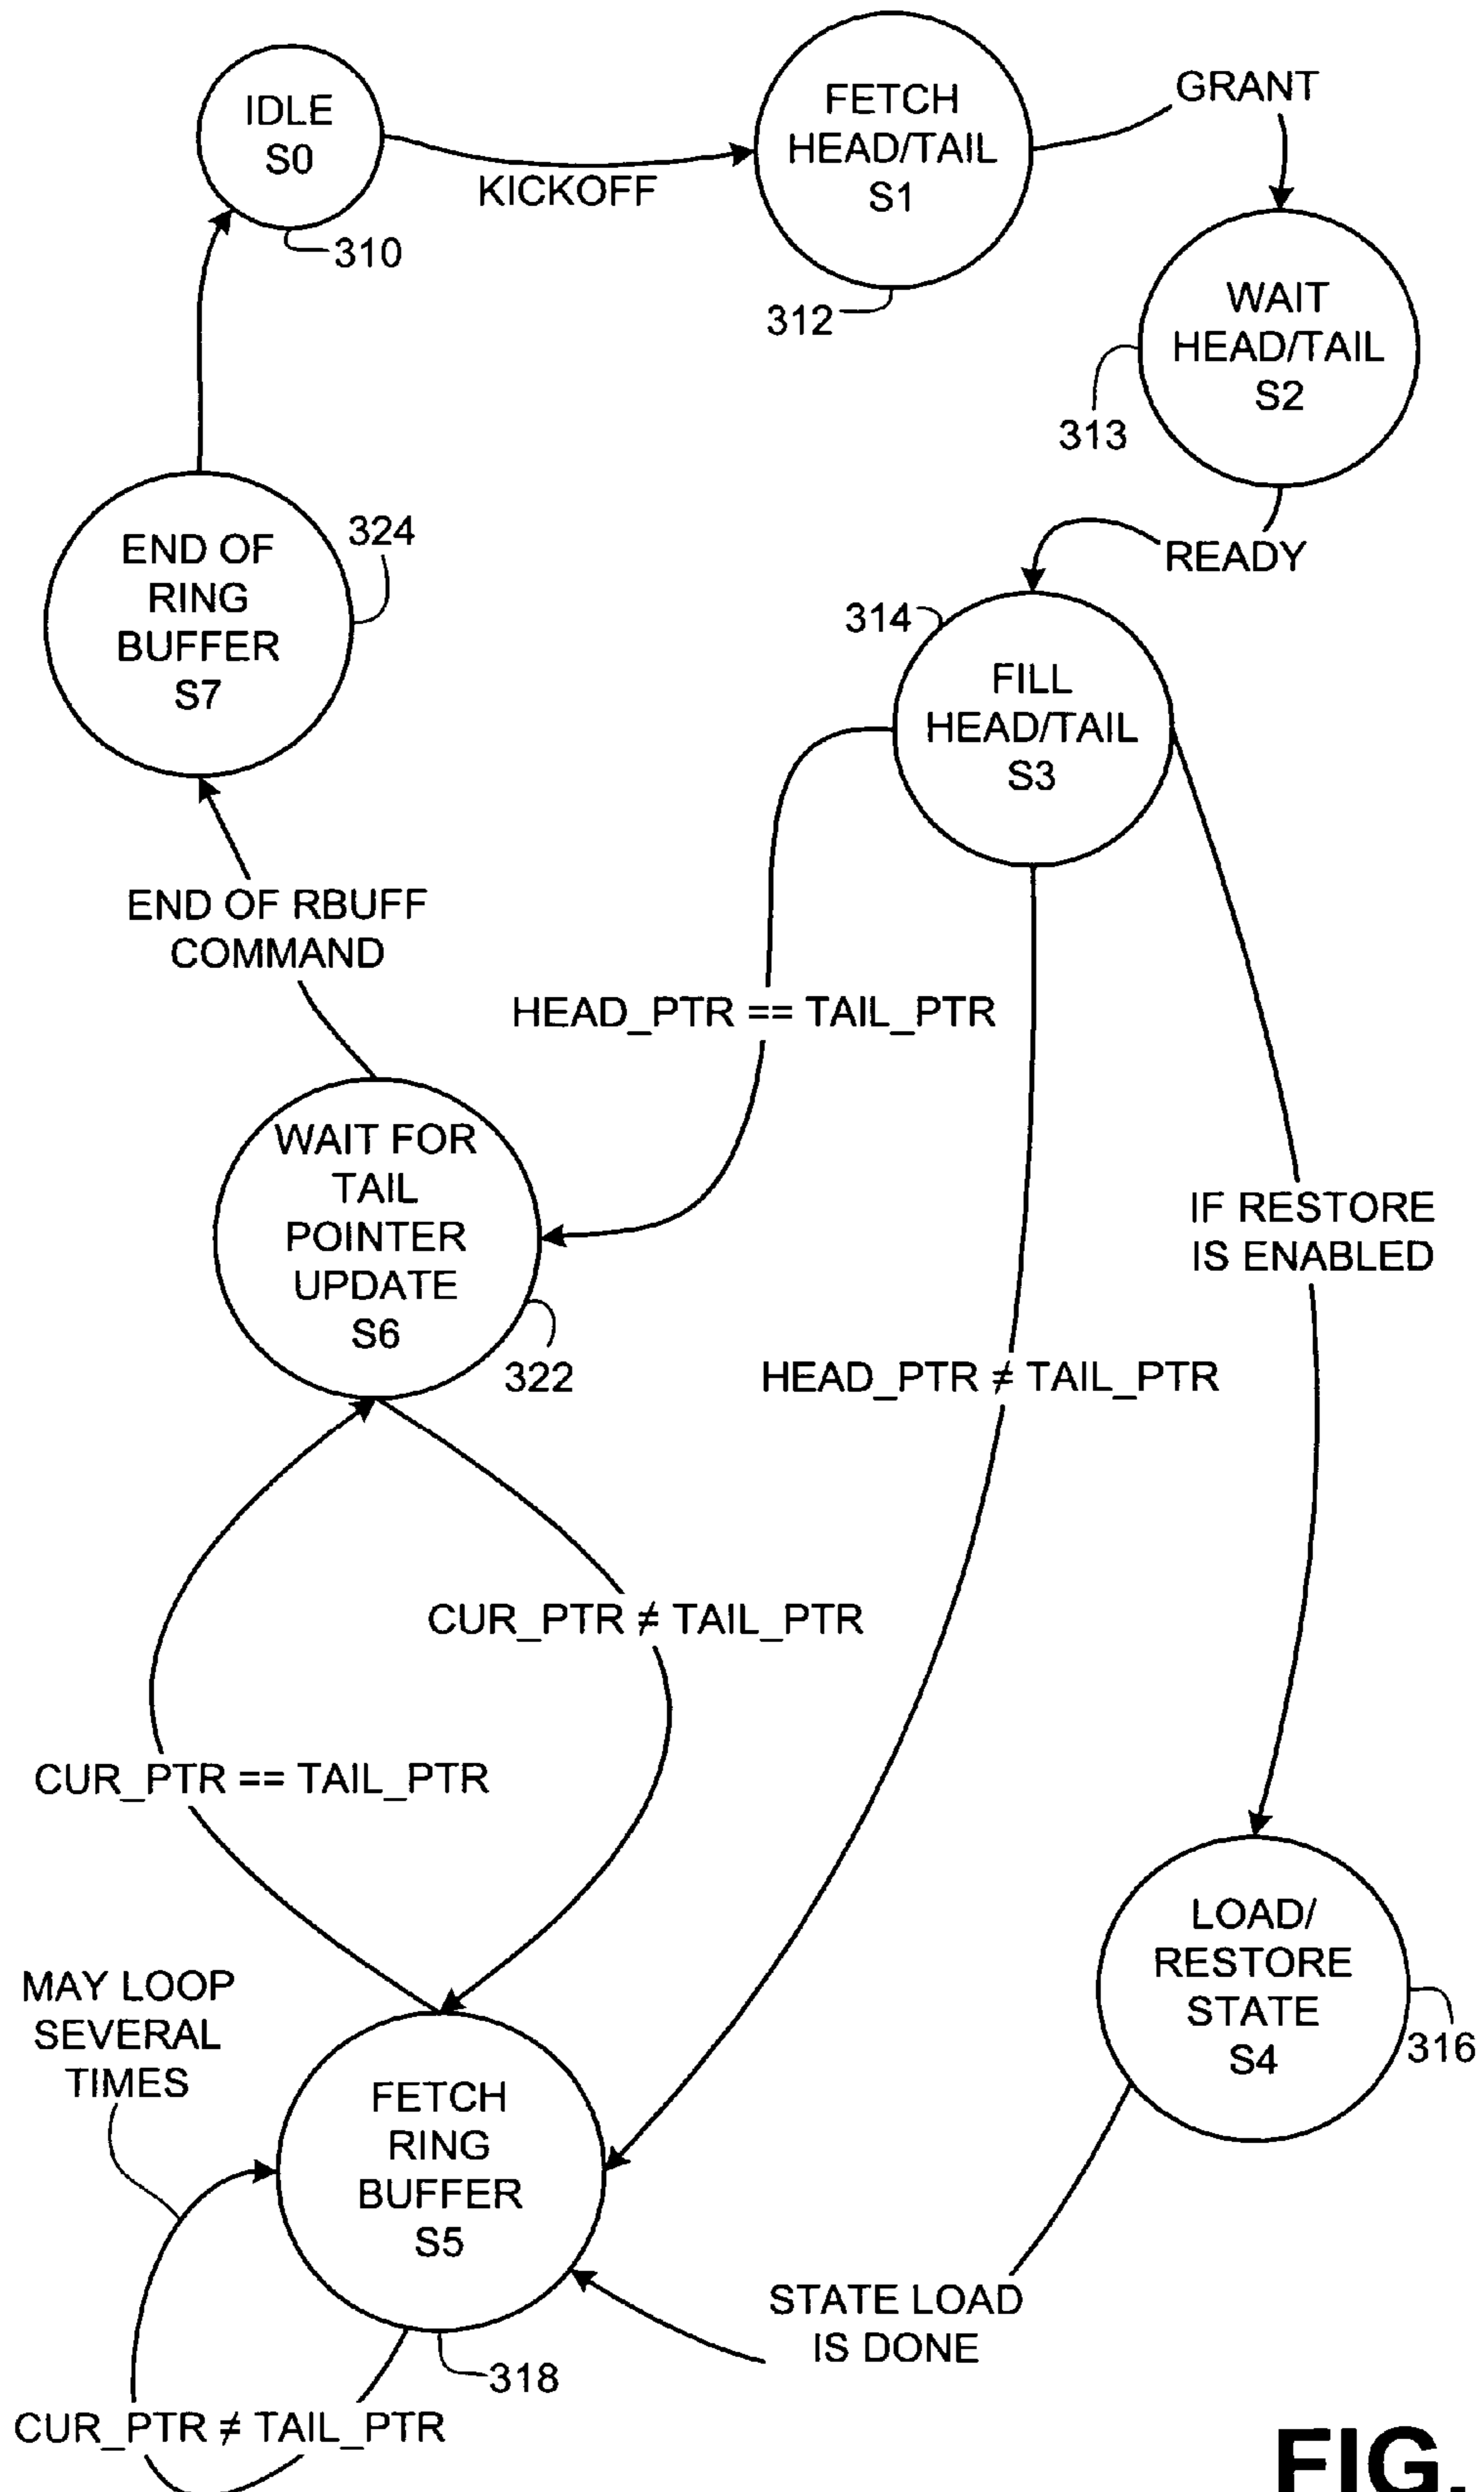 IDLE
S0
310
KICKOFF
FETCH
HEAD/TAIL
S1
312
GRANT
WAIT
HEAD/TAIL
S2
313
READY
314
FILL
HEAD/TAIL
S3
END OF
RING
BUFFER
S7
324
END OF RBUFF
COMMAND
HEAD_PTR == TAIL_PTR
WAIT FOR
TAIL
POINTER
UPDATE
S6
322
IF RESTORE
IS ENABLED
HEAD_PTR ≠ TAIL_PTR
CUR_PTR ≠ TAIL_PTR
CUR_PTR == TAIL_PTR
LOAD/
RESTORE
STATE
S4
316
MAY LOOP
SEVERAL
TIMES
FETCH
RING
BUFFER
S5
318
STATE LOAD
IS DONE
CUR_PTR ≠ TAIL_PTR
FIG.